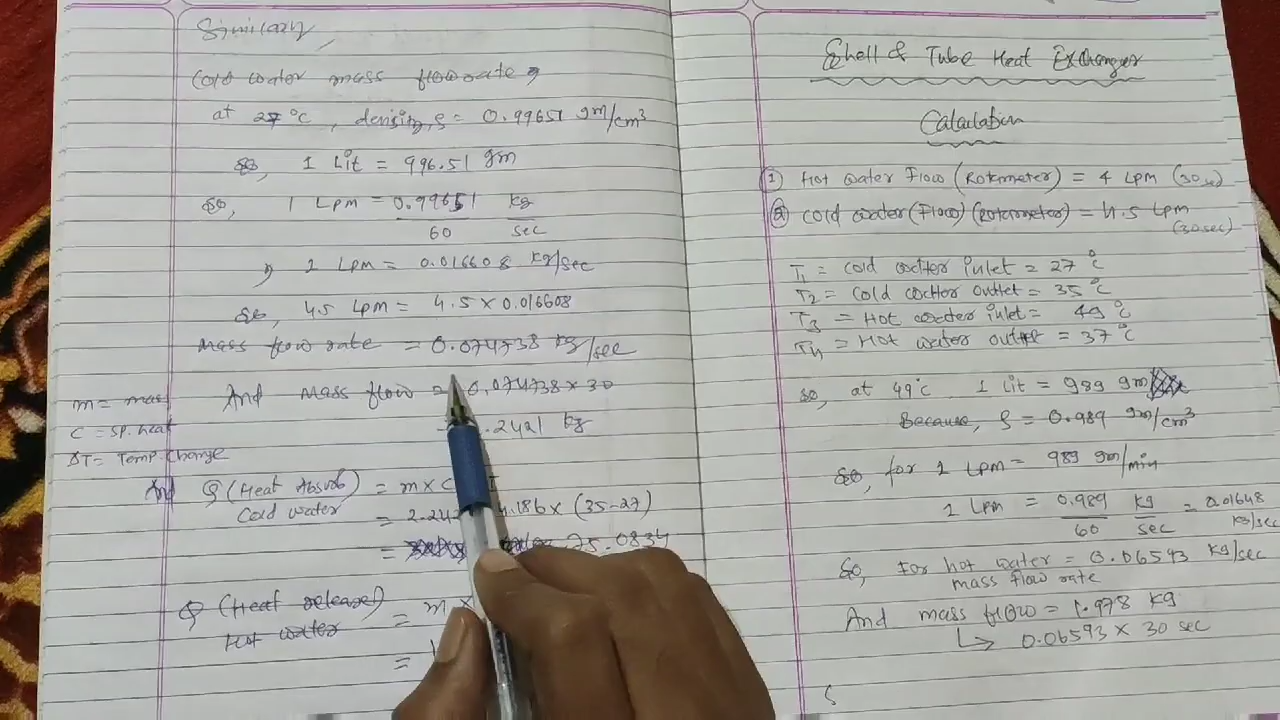 Similarly,
Cold water mass flow rate ⇒
at 27 °C, density, ρ = 0.99651 gm/cm³
so, 1 Lit = 996.51 gm
so, 1 Lpm = 0.99651 kg
60 sec
⇒ 1 Lpm = 0.016608 kg/sec
so, 4.5 Lpm = 4.5 × 0.016608
Mass flow rate = 0.074738 kg/sec
And Mass flow = 0.074738 × 30
.2421 kg
m = mass
C = sp. heat
ΔT = Temp. Change
And Q (Heat Absorb) = m × C
Cold water
= 2.242 4.186 × (35-27)
= 75.0834
Q (Heat release) = m ×
Hot water
=
Shell & Tube Heat Exchanger
Calculation
① Hot water Flow (Rotameter) = 4 LPM (30 sec)
② Cold water (Flow) (Rotameter) = 4.5 Lpm
(30 sec)
T₁ = Cold water inlet = 27 °C
T₂ = Cold water outlet = 35 °C
T₃ = Hot water inlet = 49 °C
T₄ = Hot water outlet = 37 °C
so, at 49°C 1 Lit = 989 gm
Because, ρ = 0.989 gm/cm³
so, for 1 Lpm = 989 gm/min
1 Lpm = 0.989 kg = 0.01648
60 sec kg/sec
So, For hot water = 0.06593 kg/sec
mass flow rate
And mass flow = 1.978 kg
↳ 0.06593 × 30 sec